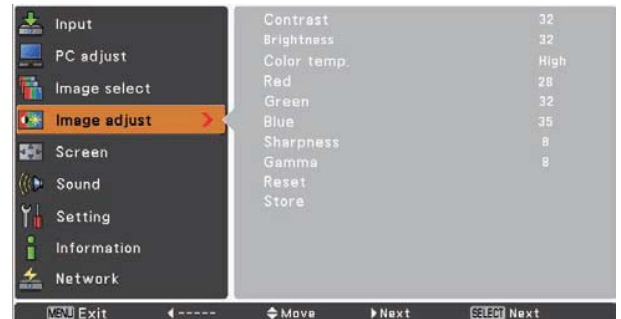 Input
PC adjust
Image select
Image adjust
Screen
Sound
Setting
Information
Network
Contrast 32
Brightness 32
Color temp. High
Red 28
Green 32
Blue 35
Sharpness 8
Gamma 8
Reset
Store
MENU Exit ----- Move Next SELECT Next